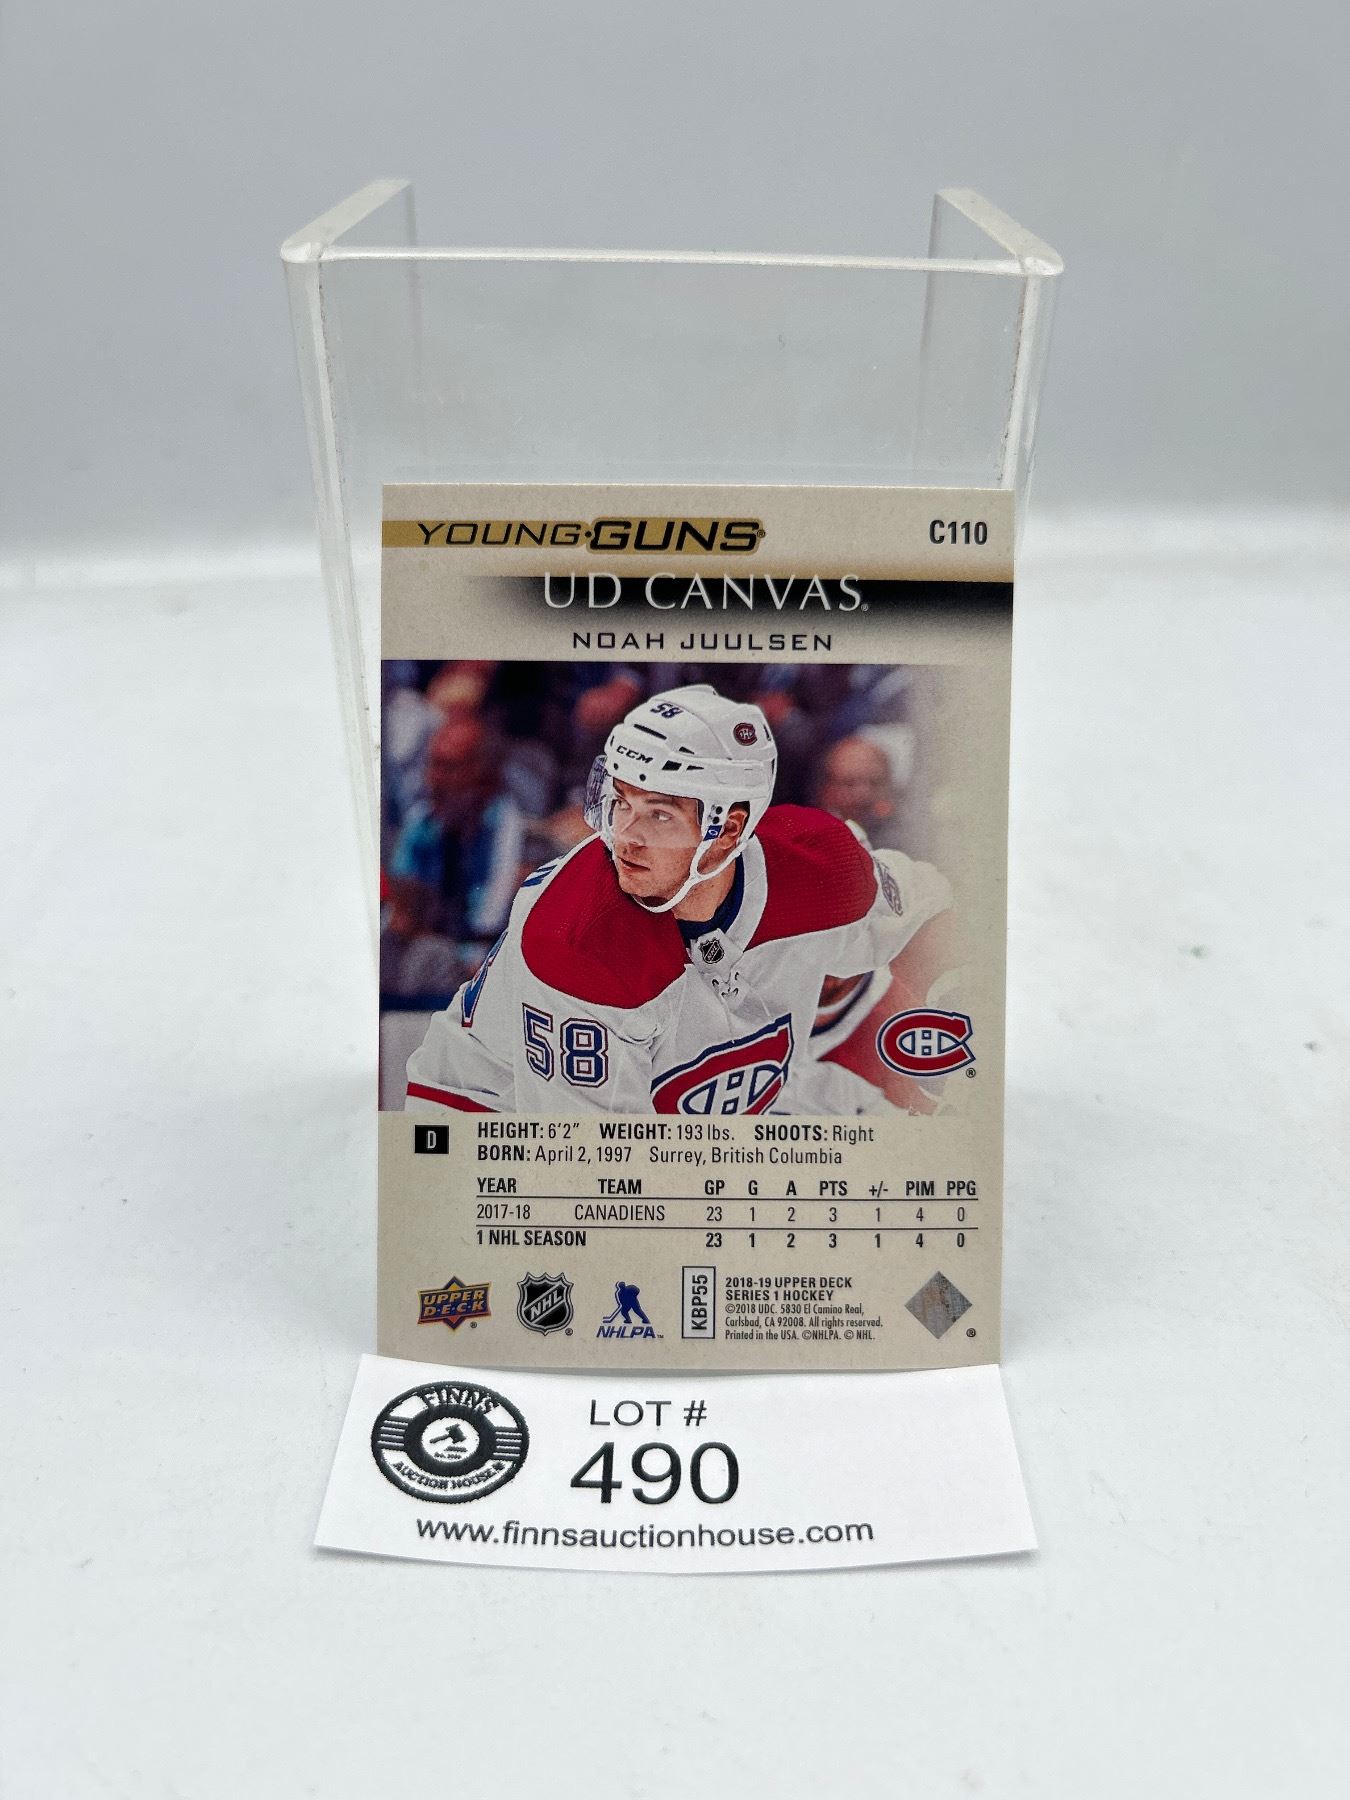 YOUNG·GUNS® C110
UD CANVAS®
NOAH JUULSEN
58
CCM
NHL
58
D
HEIGHT: 6'2" WEIGHT: 193 lbs. SHOOTS: Right
BORN: April 2, 1997 Surrey, British Columbia
YEAR TEAM GP G A PTS +/- PIM PPG
2017-18 CANADIENS 23 1 2 3 1 4 0
1 NHL SEASON 23 1 2 3 1 4 0
UPPER DECK®
NHL®
NHLPA™
KBP55
2018-19 UPPER DECK
SERIES 1 HOCKEY
©2018 UDC. 5830 El Camino Real,
Carlsbad, CA 92008. All rights reserved.
Printed in the USA. ©NHLPA. © NHL.
®
FINNS
AUCTION HOUSE
LOT #
490
www.finnsauctionhouse.com